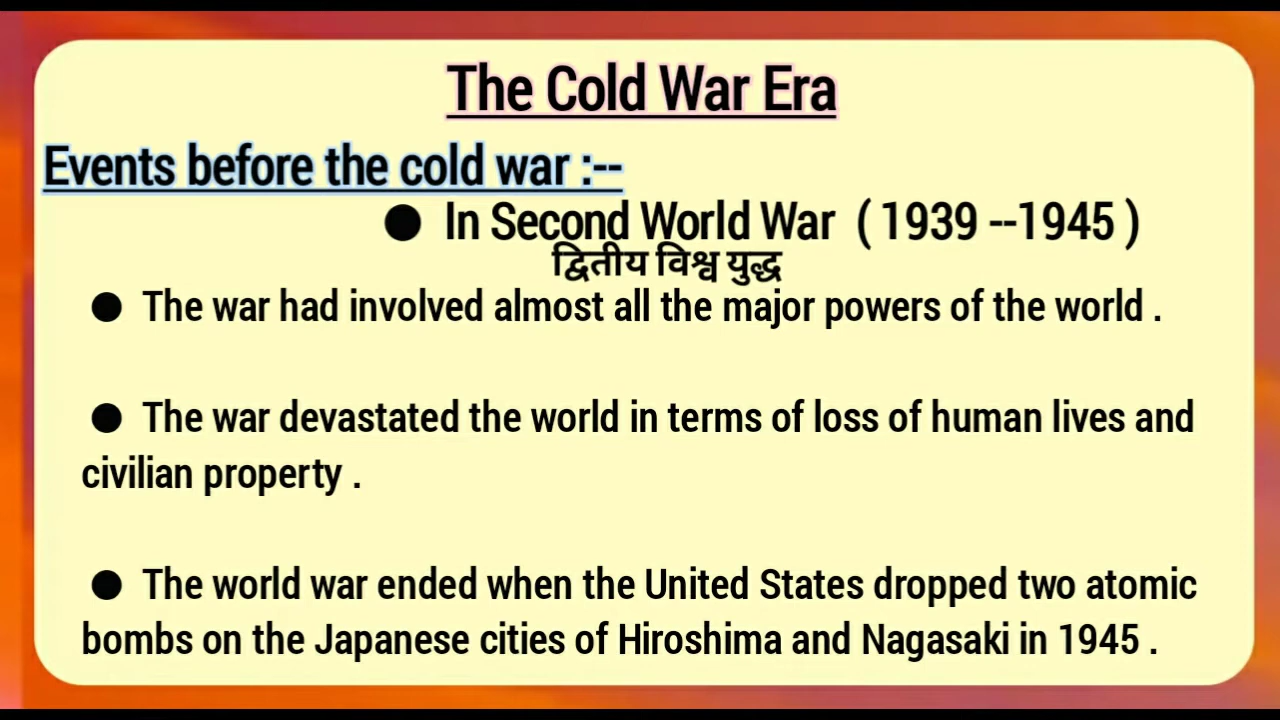 The Cold War Era
Events before the cold war :--
● In Second World War ( 1939 --1945 )
द्वितीय विश्व युद्ध
● The war had involved almost all the major powers of the world .
● The war devastated the world in terms of loss of human lives and
civilian property .
● The world war ended when the United States dropped two atomic
bombs on the Japanese cities of Hiroshima and Nagasaki in 1945 .